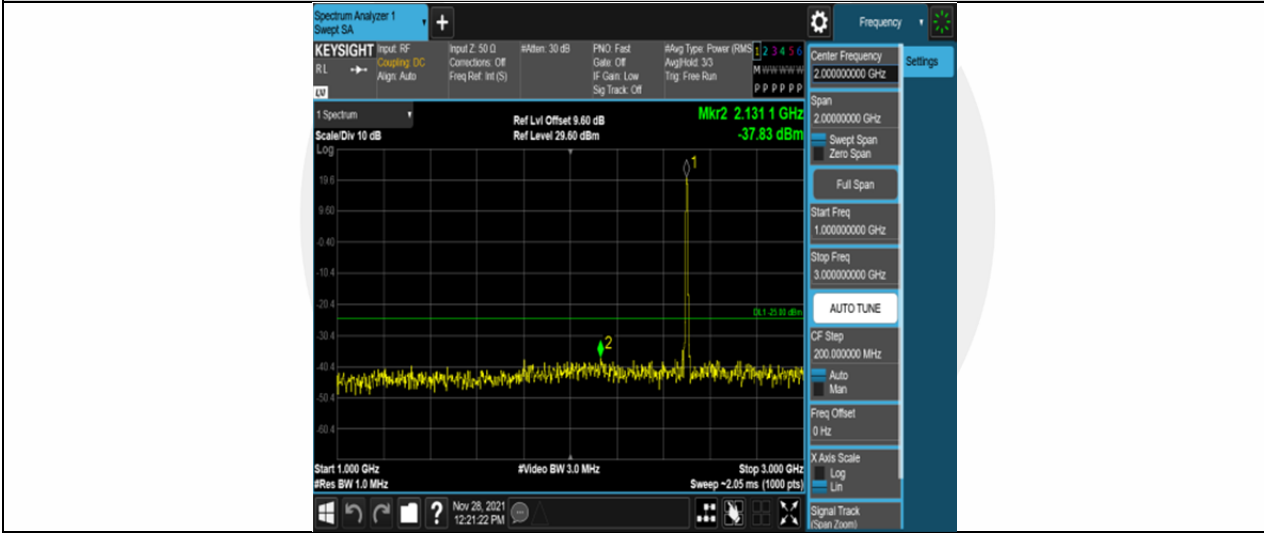 Spectrum Analyzer 1
Swept SA
+
Frequency
KEYSIGHT Input: RF Input Z: 50 Ω #Atten: 30 dB PNO: Fast #Avg Type: Power (RMS 1 2 3 4 5 6
RL Coupling: DC Corrections: Off Gate: Off Avg|Hold: 3/3 M W W W W W
Align: Auto Freq Ref: Int (S) IF Gain: Low Trig: Free Run
Sig Track: Off P P P P P P
LV
1 Spectrum
Scale/Div 10 dB
Ref Lvl Offset 9.60 dB
Ref Level 29.60 dBm
Mkr2 2.131 1 GHz
-37.83 dBm
Log
1
19.6
9.60
-0.40
-10.4
-20.4
DL1 -25.00 dBm
-30.4
2
-40.4
-50.4
-60.4
Start 1.000 GHz #Video BW 3.0 MHz Stop 3.000 GHz
#Res BW 1.0 MHz Sweep ~2.05 ms (1000 pts)
?
Nov 28, 2021
12:21:22 PM
Center Frequency
2.000000000 GHz
Settings
Span
2.00000000 GHz
Swept Span
Zero Span
Full Span
Start Freq
1.000000000 GHz
Stop Freq
3.000000000 GHz
AUTO TUNE
CF Step
200.000000 MHz
Auto
Man
Freq Offset
0 Hz
X Axis Scale
Log
Lin
Signal Track
(Span Zoom)